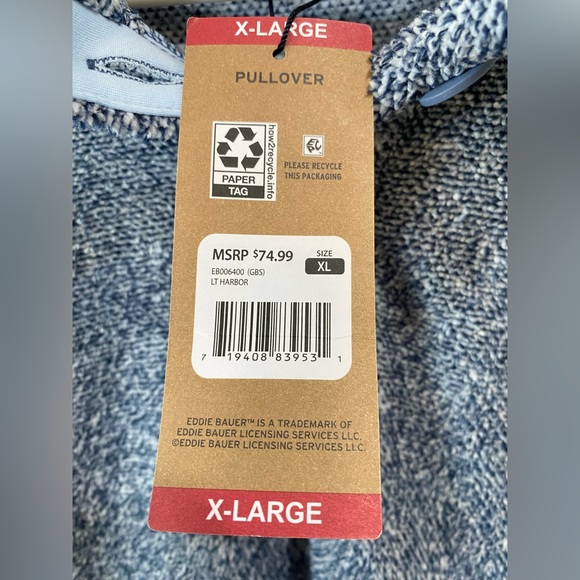 X-LARGE
PULLOVER
how2recycle.info
PAPER
TAG
PLEASE RECYCLE
THIS PACKAGING
MSRP $74.99
SIZE
XL
EB006400 (GBS)
LT HARBOR
7 19408 83953 1
EDDIE BAUER™ IS A TRADEMARK OF
EDDIE BAUER LICENSING SERVICES LLC.
©EDDIE BAUER LICENSING SERVICES LLC.
X-LARGE